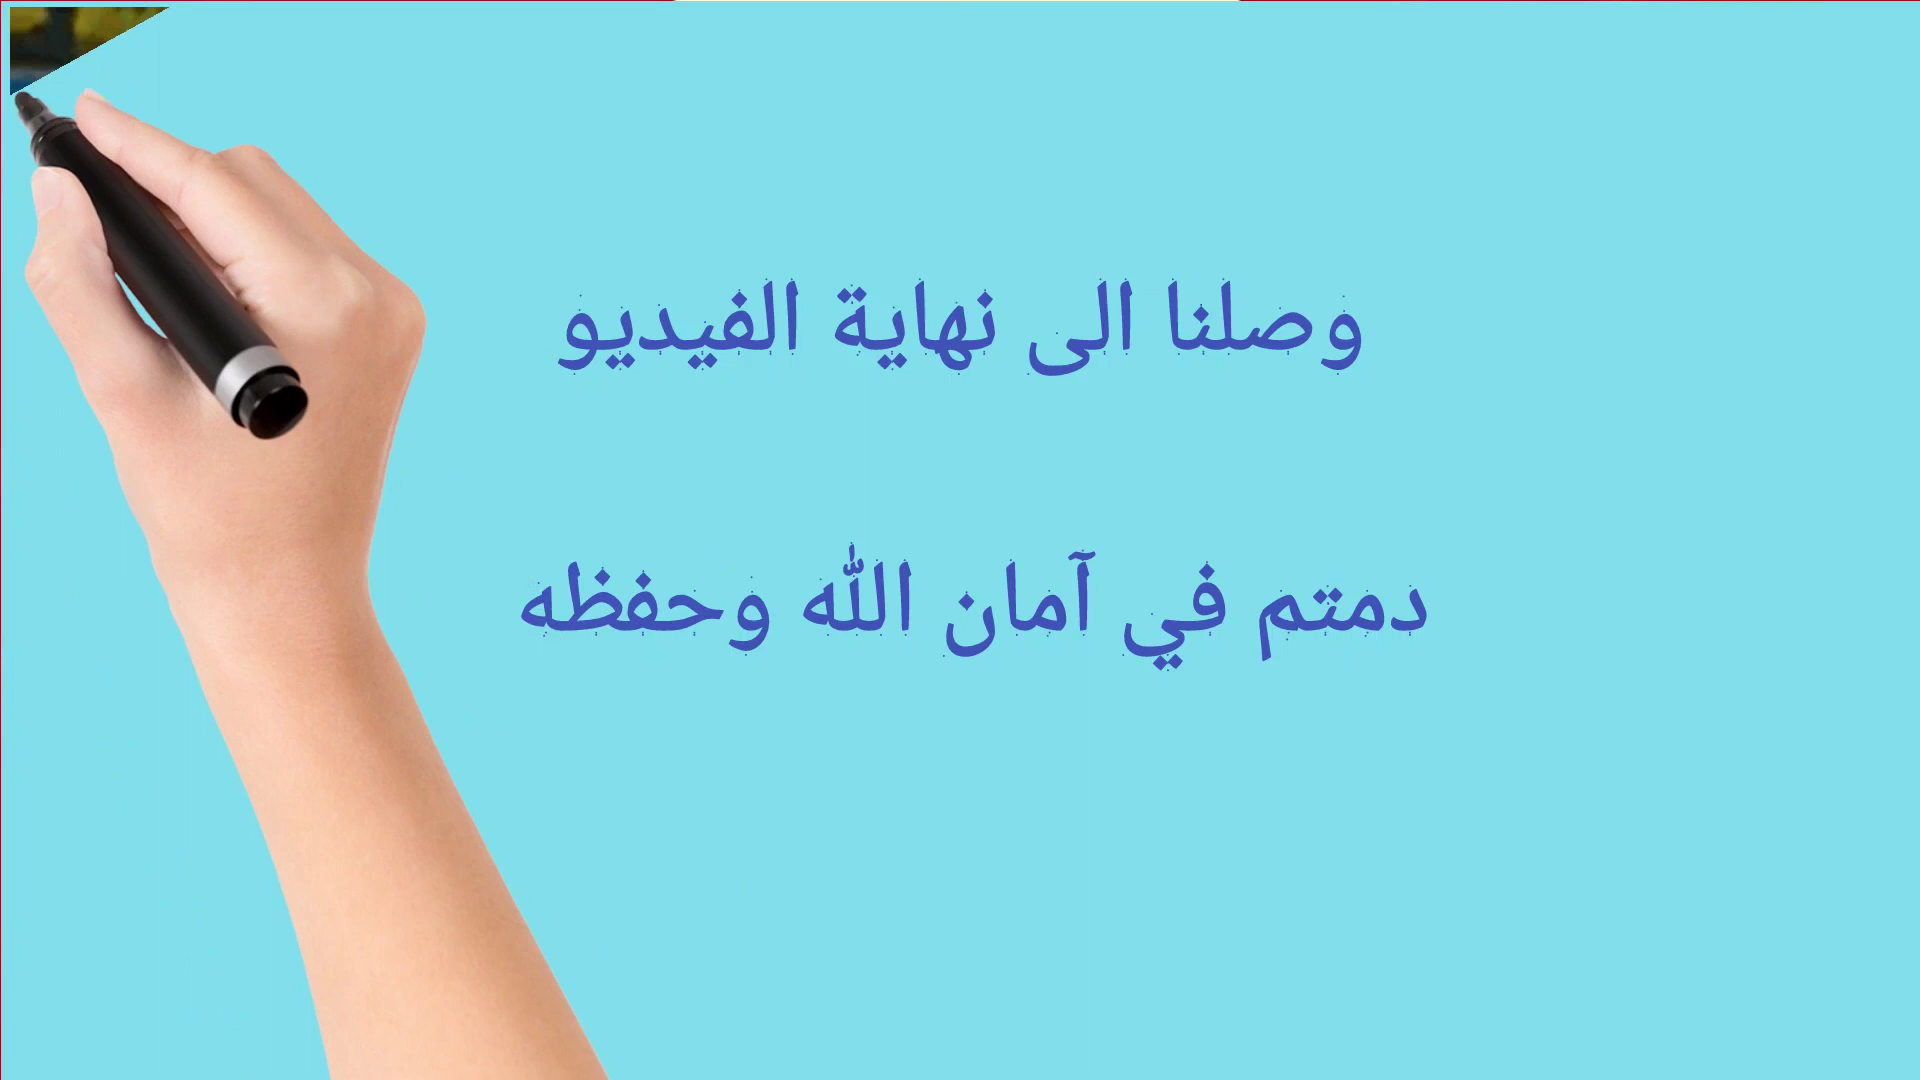 وصلنا الى نهاية الفيديو
دمتم في آمان الله وحفظه